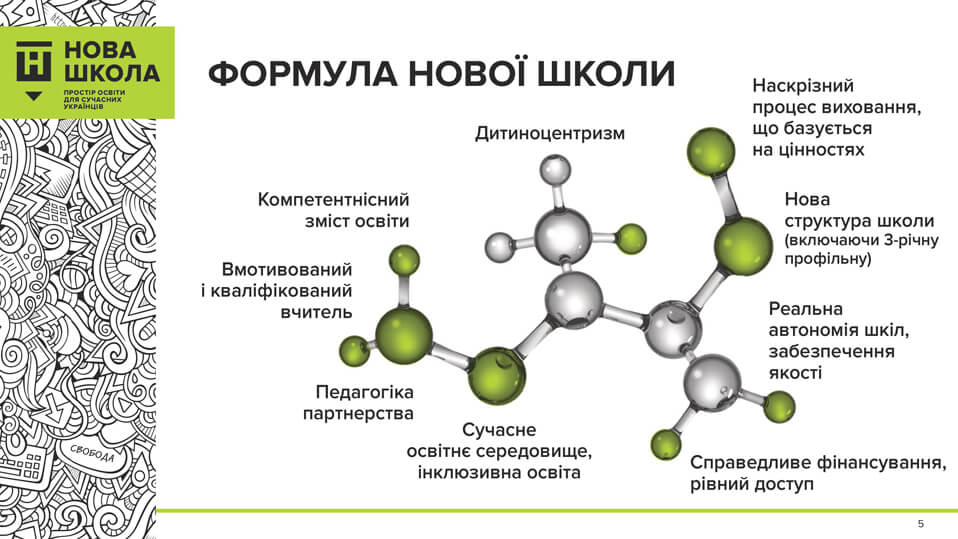 НОВА
ШКОЛА
ПРОСТІР ОСВІТИ
ДЛЯ СУЧАСНИХ
УКРАЇНЦІВ
ФОРМУЛА НОВОЇ ШКОЛИ
Наскрізний
процес виховання,
що базується
на цінностях
Дитиноцентризм
Компетентнісний
зміст освіти
Нова
структура школи
(включаючи 3-річну
профільну)
Вмотивований
і кваліфікований
вчитель
Реальна
автономія шкіл,
забезпечення
якості
Педагогіка
партнерства
Сучасне
освітнє середовище,
інклюзивна освіта
Справедливе фінансування,
рівний доступ
СВОБОДА
5